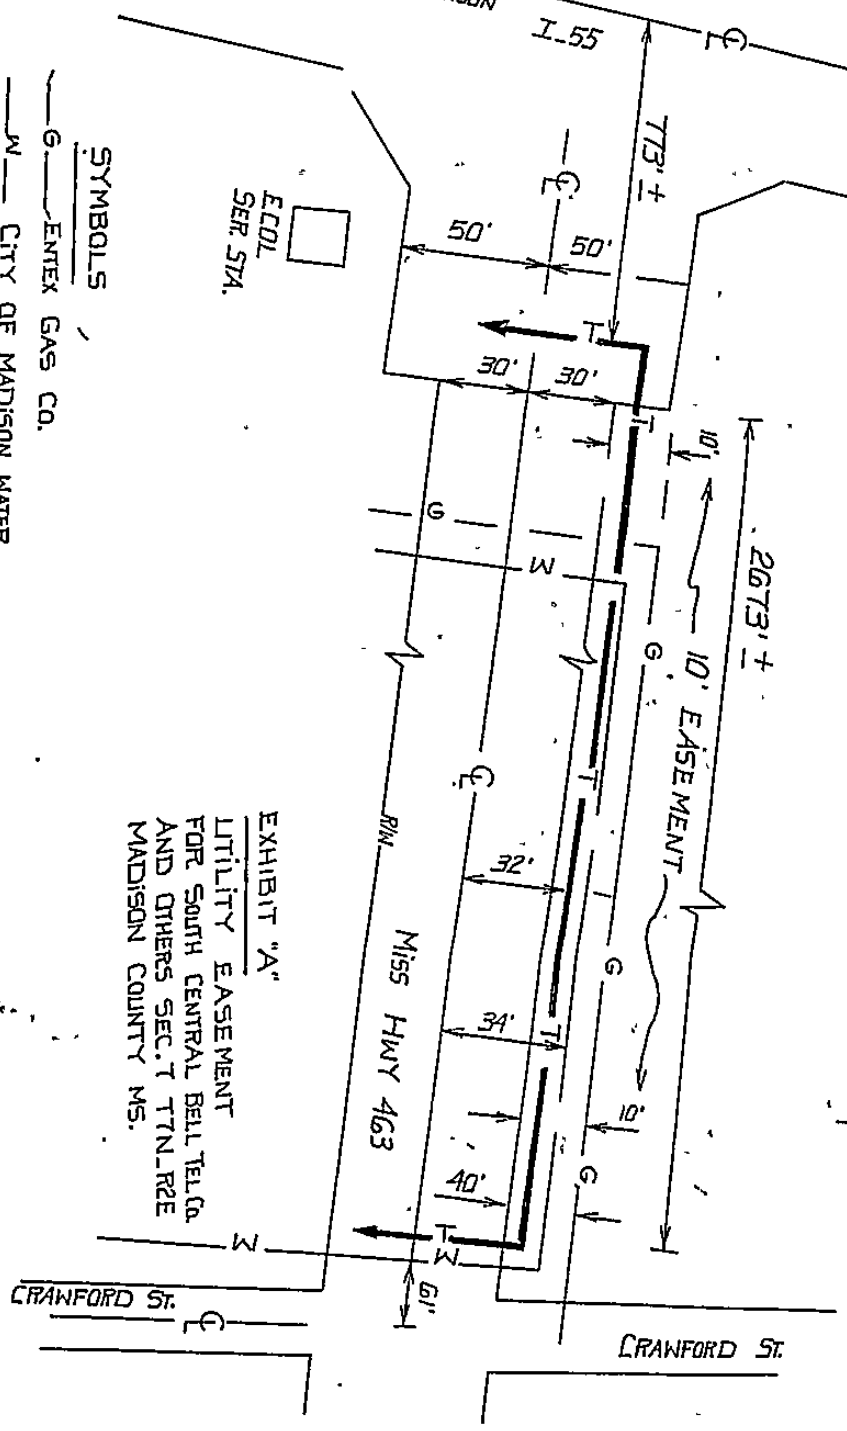 I-55
℄
773' ±
℄
50'
50'
ECOL
SER. STA.
T
30'
30'
T
10'
2673' ±
10' EASEMENT
G
W
G
T
℄
R/W
32'
MISS HWY 463
34'
T
G
10'
40'
G
T
W
W
61'
CRAWFORD ST.
℄
CRAWFORD ST.
SYMBOLS
G ENTEX GAS CO.
W CITY OF MADISON WATER
EXHIBIT "A"
UTILITY EASEMENT
FOR SOUTH CENTRAL BELL TEL CO.
AND OTHERS SEC. 7 T7N-R2E
MADISON COUNTY MS.